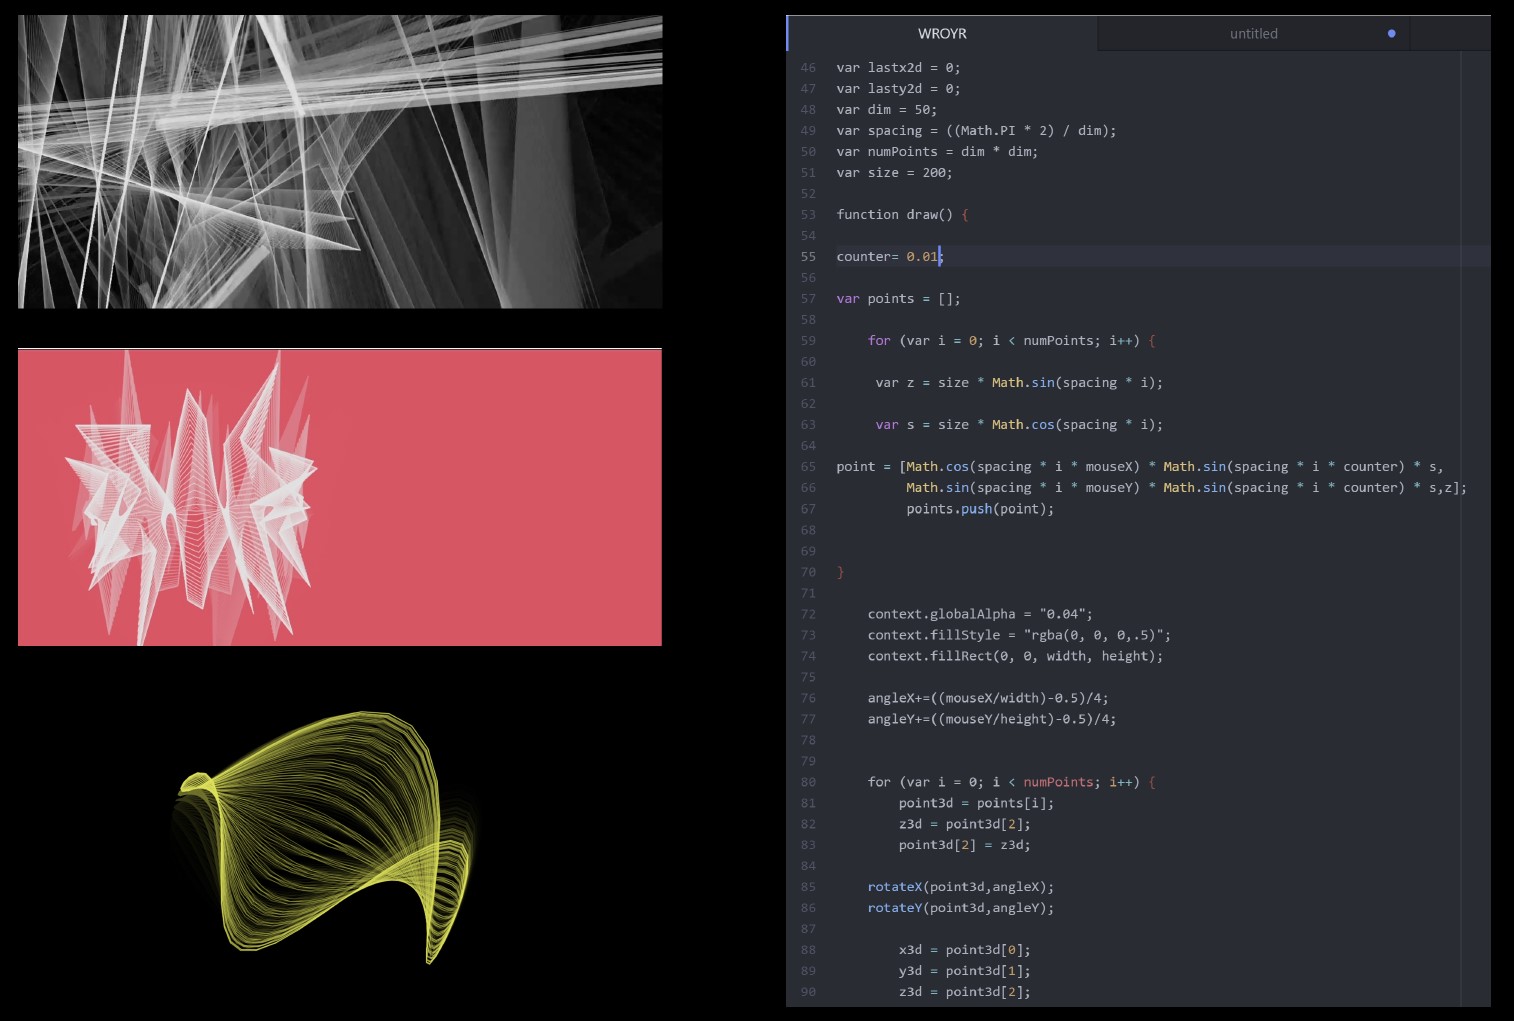 WROYR
untitled
46 var lastx2d = 0;
47 var lasty2d = 0;
48 var dim = 50;
49 var spacing = ((Math.PI * 2) / dim);
50 var numPoints = dim * dim;
51 var size = 200;
52
53 function draw() {
54
55 counter= 0.01;
56
57 var points = [];
58
59 for (var i = 0; i < numPoints; i++) {
60
61 var z = size * Math.sin(spacing * i);
62
63 var s = size * Math.cos(spacing * i);
64
65 point = [Math.cos(spacing * i * mouseX) * Math.sin(spacing * i * counter) * s,
66 Math.sin(spacing * i * mouseY) * Math.sin(spacing * i * counter) * s,z];
67 points.push(point);
68
69
70 }
71
72 context.globalAlpha = "0.04";
73 context.fillStyle = "rgba(0, 0, 0,.5)";
74 context.fillRect(0, 0, width, height);
75
76 angleX+=((mouseX/width)-0.5)/4;
77 angleY+=((mouseY/height)-0.5)/4;
78
79
80 for (var i = 0; i < numPoints; i++) {
81 point3d = points[i];
82 z3d = point3d[2];
83 point3d[2] = z3d;
84
85 rotateX(point3d,angleX);
86 rotateY(point3d,angleY);
87
88 x3d = point3d[0];
89 y3d = point3d[1];
90 z3d = point3d[2];